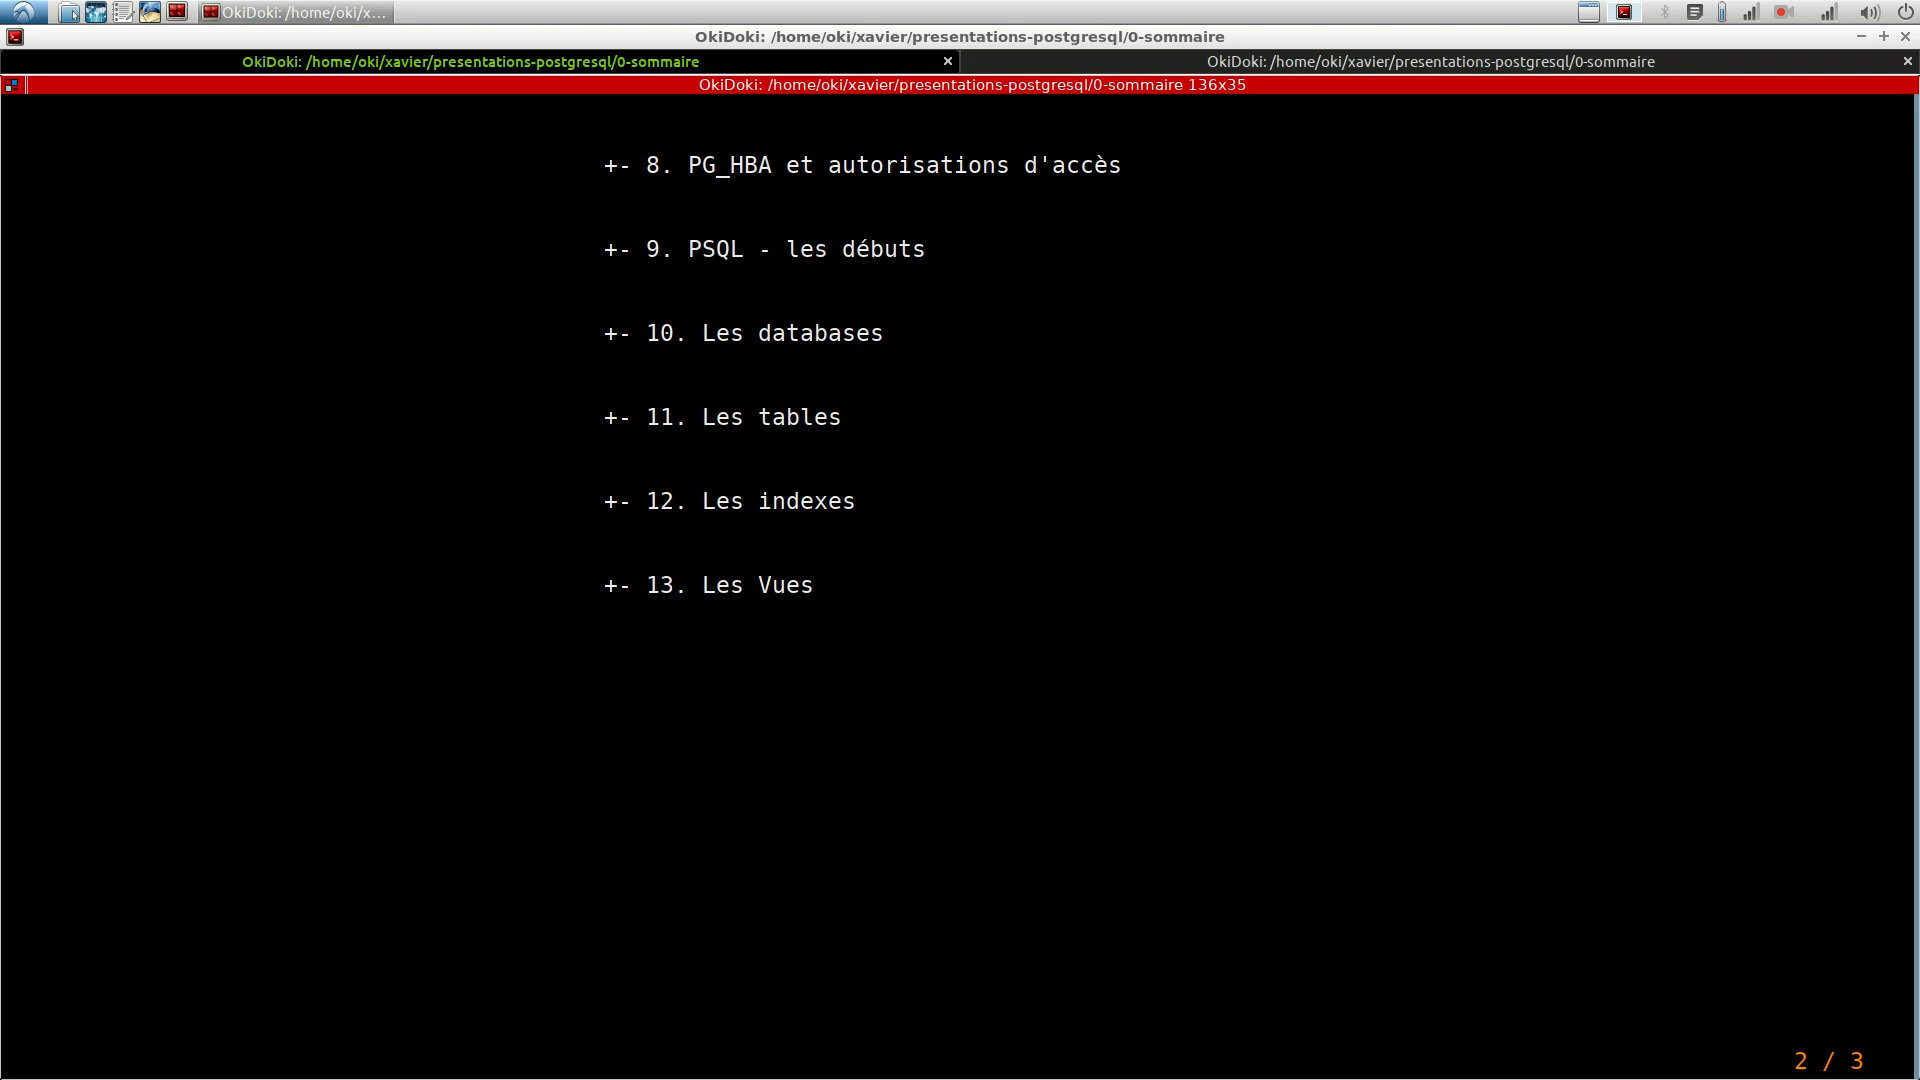 OkiDoki: /home/oki/x...
OkiDoki: /home/oki/xavier/presentations-postgresql/0-sommaire
OkiDoki: /home/oki/xavier/presentations-postgresql/0-sommaire
OkiDoki: /home/oki/xavier/presentations-postgresql/0-sommaire
OkiDoki: /home/oki/xavier/presentations-postgresql/0-sommaire 136x35
+- 8. PG_HBA et autorisations d'accès
+- 9. PSQL - les débuts
+- 10. Les databases
+- 11. Les tables
+- 12. Les indexes
+- 13. Les Vues
2 / 3